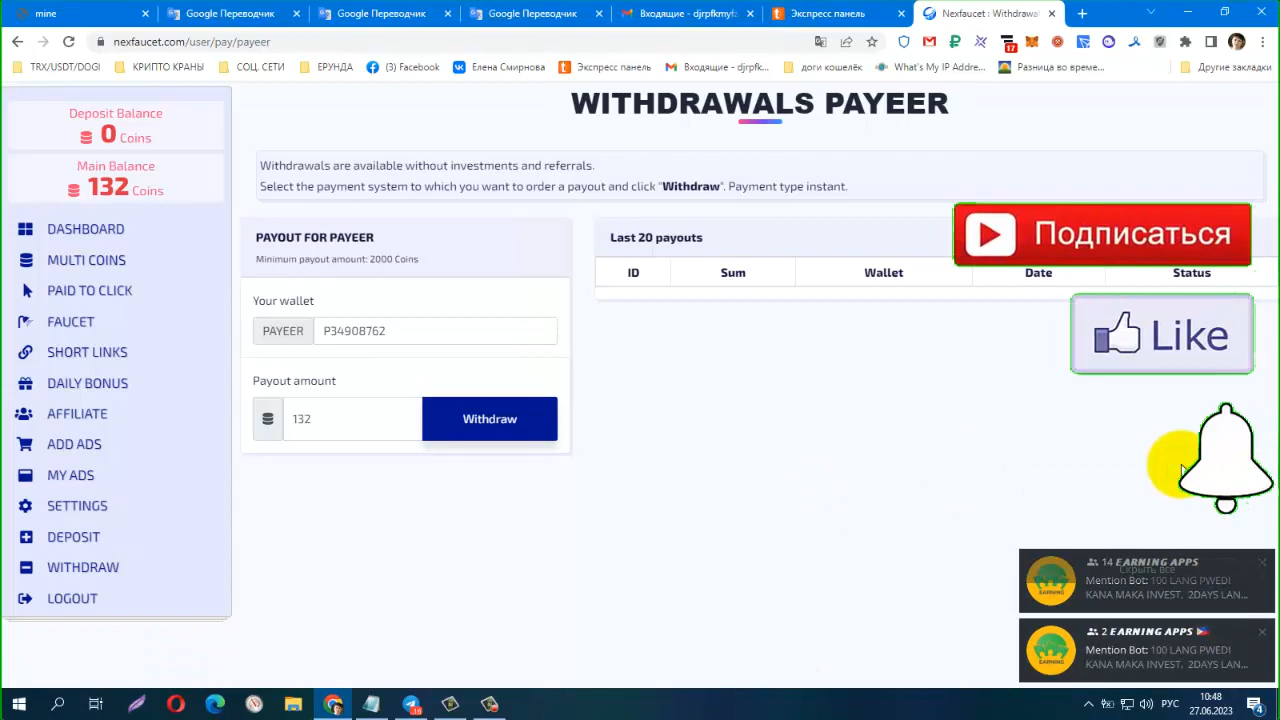 mine
Google Переводчик
Google Переводчик
Google Переводчик
Входящие - djrpfkmyfz
Экспресс панель
Nexfaucet : Withdrawal
nexfaucet.com/user/pay/payeer
17
TRX/USDT/DOGI
КРИПТО КРАНЫ
СОЦ. СЕТИ
ЕРУНДА
(3) Facebook
Елена Смирнова
Экспресс панель
Входящие - djrpfk...
доги кошелёк
What's My IP Addre...
Разница во време...
Другие закладки
Deposit Balance
0 Coins
Main Balance
132 Coins
DASHBOARD
MULTI COINS
PAID TO CLICK
FAUCET
SHORT LINKS
DAILY BONUS
AFFILIATE
ADD ADS
MY ADS
SETTINGS
DEPOSIT
WITHDRAW
LOGOUT
WITHDRAWALS PAYEER
Withdrawals are available without investments and referrals.
Select the payment system to which you want to order a payout and click "Withdraw". Payment type instant.
PAYOUT FOR PAYEER
Minimum payout amount: 2000 Coins
Your wallet
PAYEER P34908762
Payout amount
132 Withdraw
Last 20 payouts
ID Sum Wallet Date Status
Подписаться
Like
14 EARNING APPS
Скрыть все
Mention Bot: 100 LANG PWEDI
KANA MAKA INVEST, 2DAYS LAN...
EARNING
2 EARNING APPS
Mention Bot: 100 LANG PWEDI
KANA MAKA INVEST, 2DAYS LAN...
EARNING
РУС
10:48
27.06.2023
4